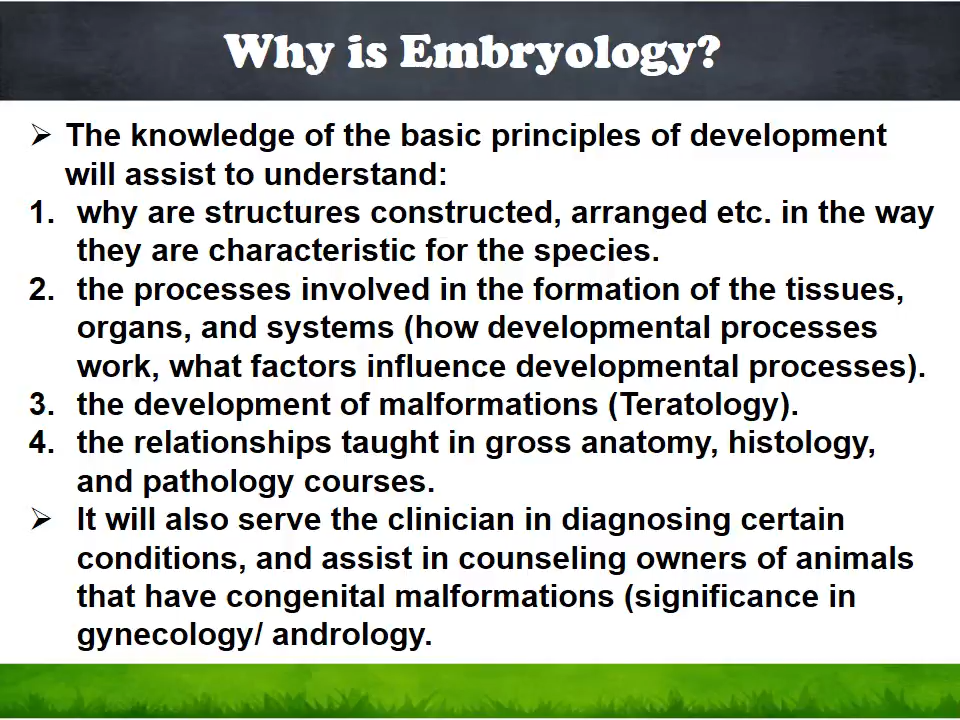 Why is Embryology?
➢ The knowledge of the basic principles of development
will assist to understand:
1. why are structures constructed, arranged etc. in the way
they are characteristic for the species.
2. the processes involved in the formation of the tissues,
organs, and systems (how developmental processes
work, what factors influence developmental processes).
3. the development of malformations (Teratology).
4. the relationships taught in gross anatomy, histology,
and pathology courses.
➢ It will also serve the clinician in diagnosing certain
conditions, and assist in counseling owners of animals
that have congenital malformations (significance in
gynecology/ andrology.